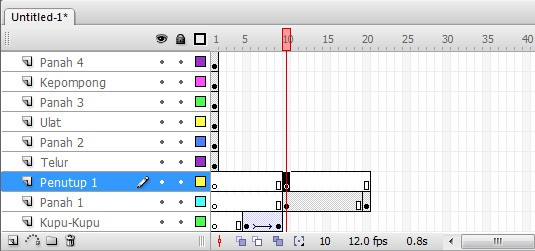 Untitled-1*
1 5 10 15 20 25 30 35 40
Panah 4
Kepompong
Panah 3
Ulat
Panah 2
Telur
Penutup 1
Panah 1
Kupu-Kupu
10 12.0 fps 0.8s